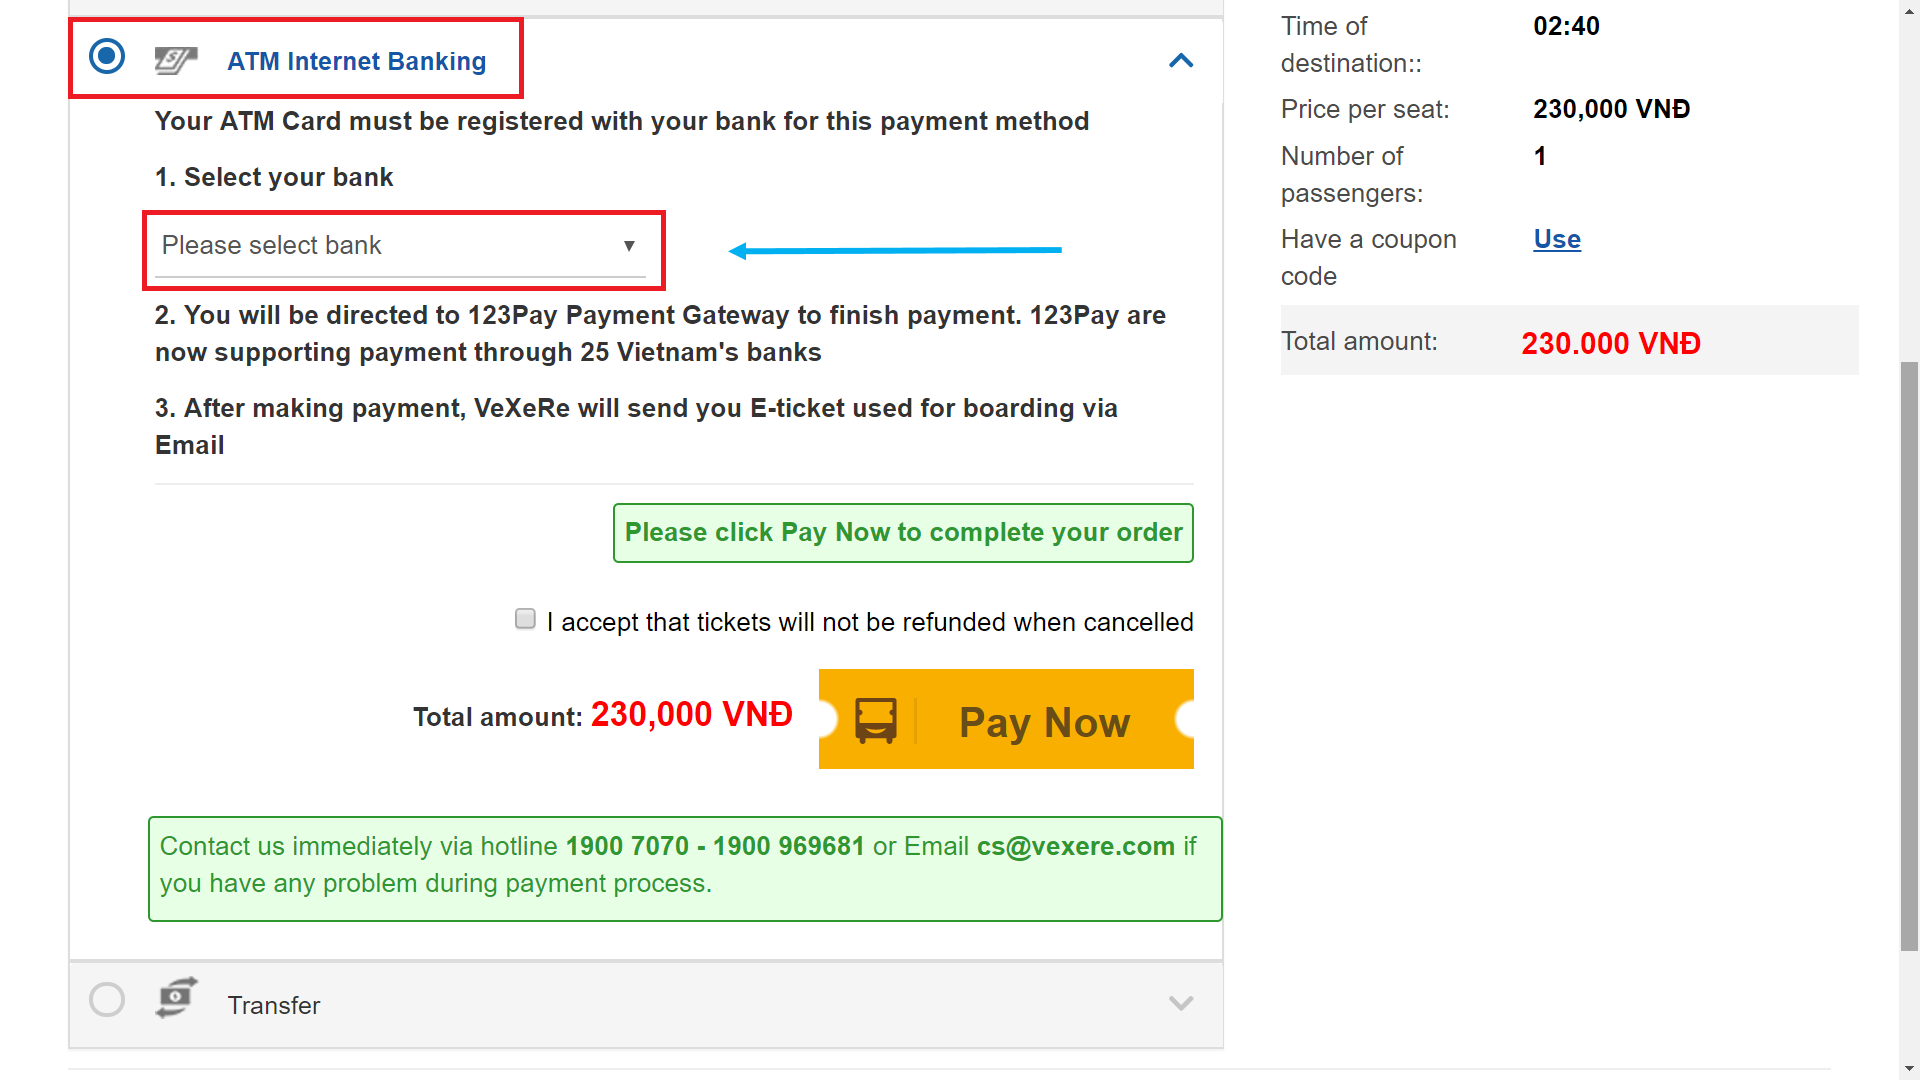 ATM Internet Banking
Your ATM Card must be registered with your bank for this payment method
1. Select your bank
Please select bank
2. You will be directed to 123Pay Payment Gateway to finish payment. 123Pay are
now supporting payment through 25 Vietnam's banks
3. After making payment, VeXeRe will send you E-ticket used for boarding via
Email
Please click Pay Now to complete your order
I accept that tickets will not be refunded when cancelled
Total amount: 230,000 VNĐ
Pay Now
Contact us immediately via hotline 1900 7070 - 1900 969681 or Email cs@vexere.com if
you have any problem during payment process.
Transfer
Time of
destination::
02:40
Price per seat:
230,000 VNĐ
Number of
passengers:
1
Have a coupon
code
Use
Total amount:
230.000 VNĐ